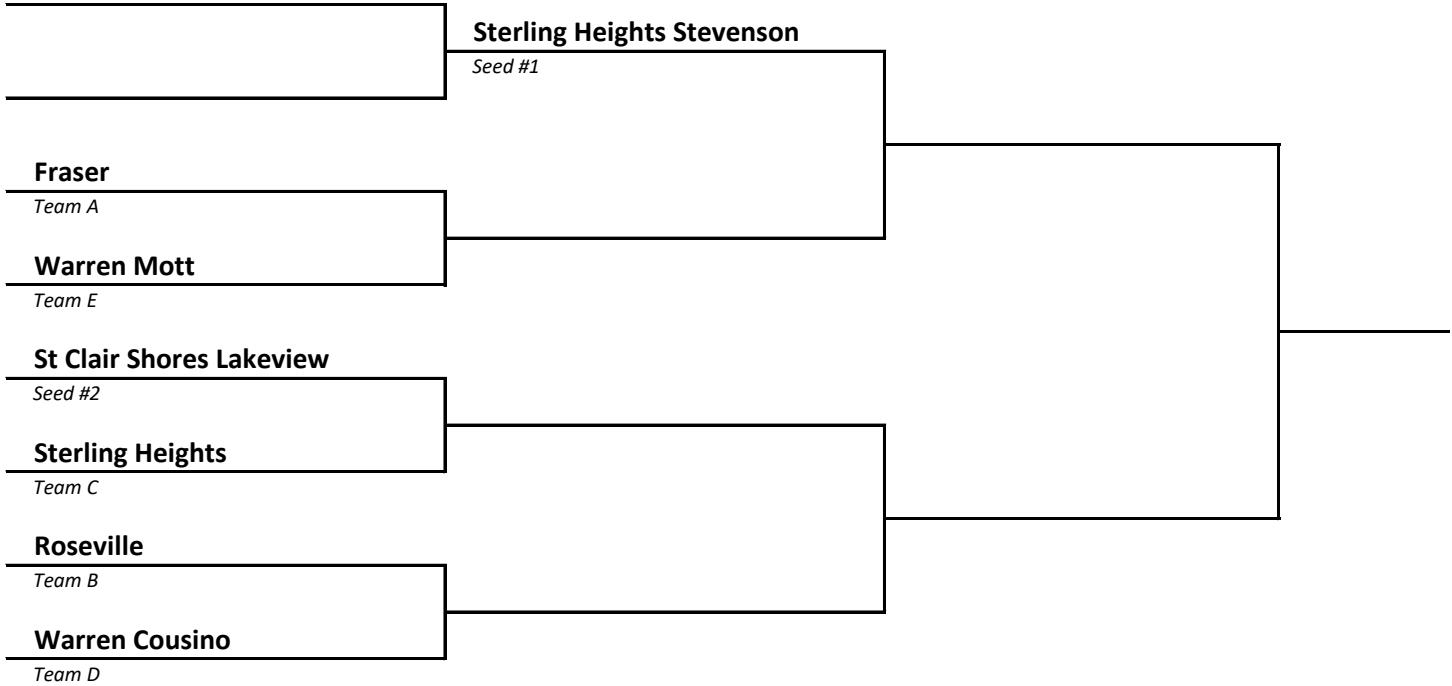 Sterling Heights Stevenson
Seed #1
Fraser
Team A
Warren Mott
Team E
St Clair Shores Lakeview
Seed #2
Sterling Heights
Team C
Roseville
Team B
Warren Cousino
Team D